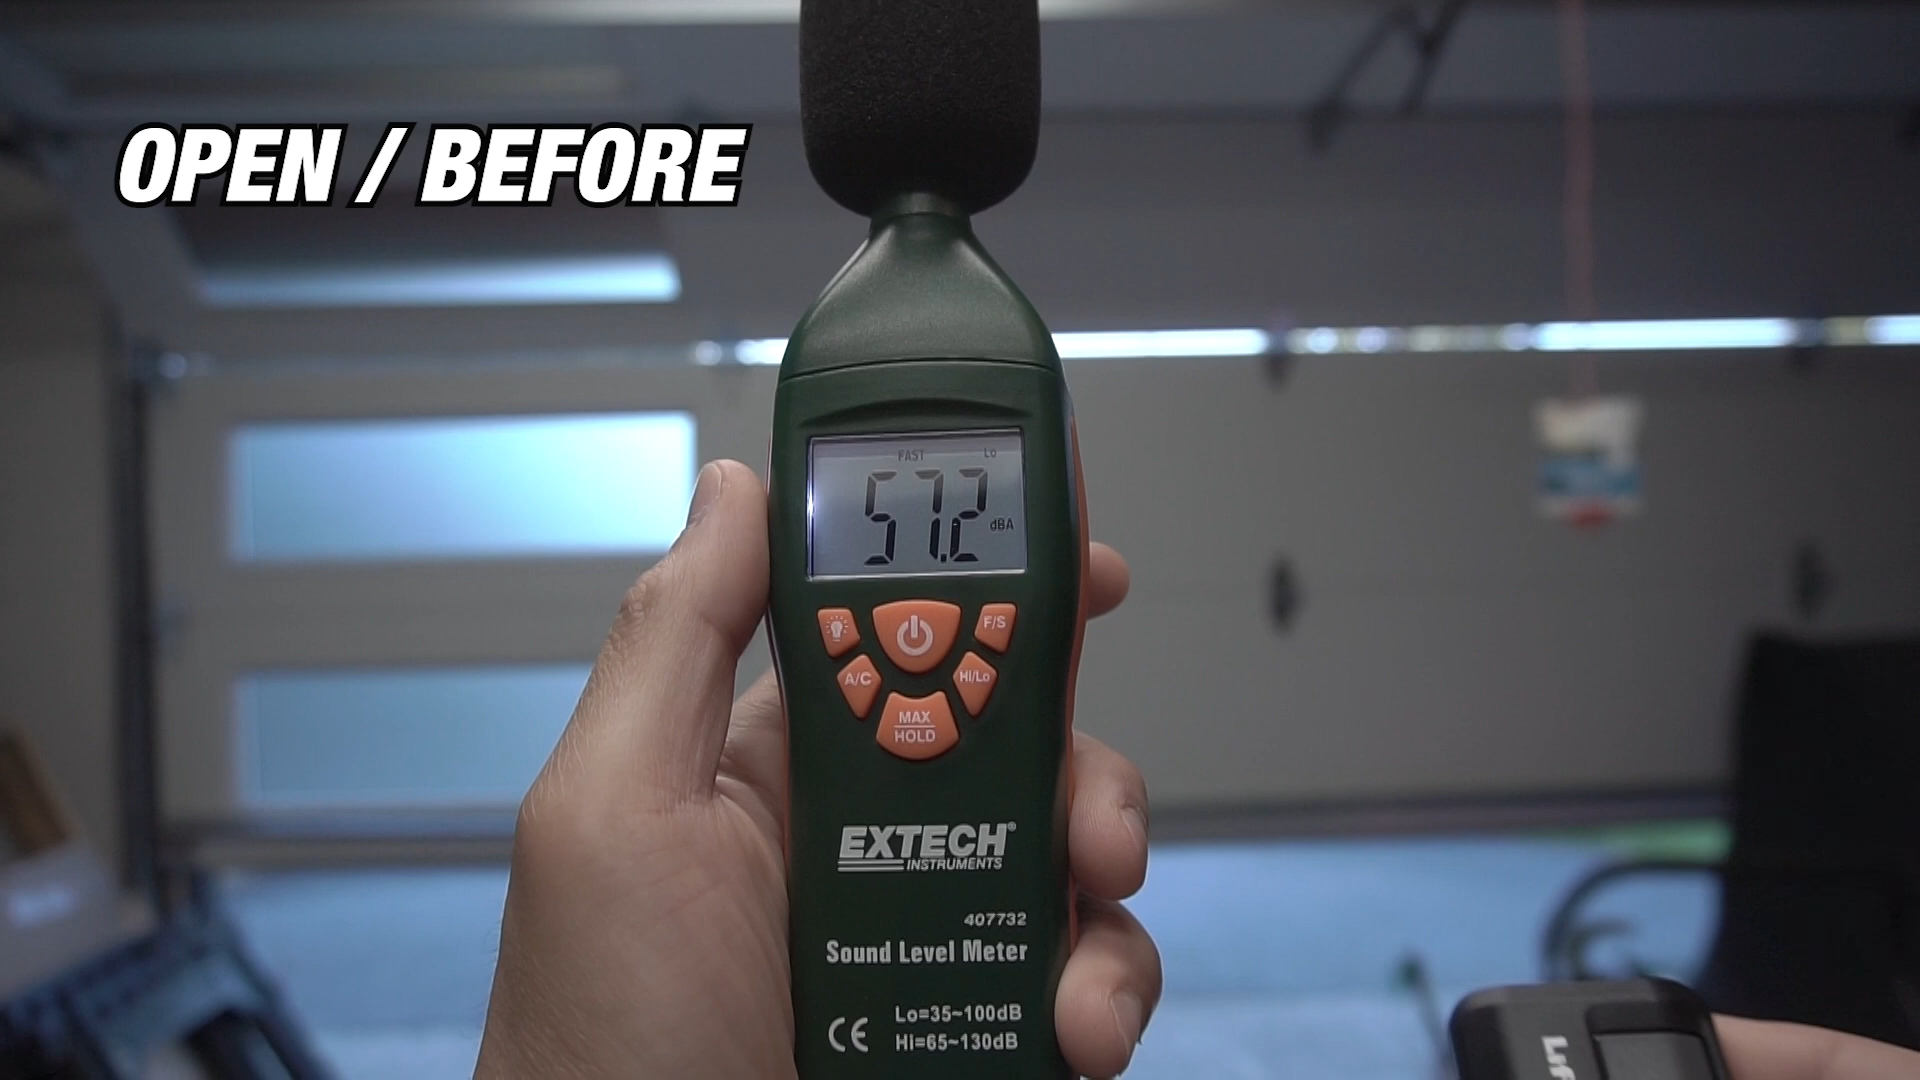 OPEN / BEFORE
FAST Lo
57.2 dBA
F/S
A/C
Hi/Lo
MAX
HOLD
EXTECH®
INSTRUMENTS
407732
Sound Level Meter
CE
Lo=35~100dB
Hi=65~130dB